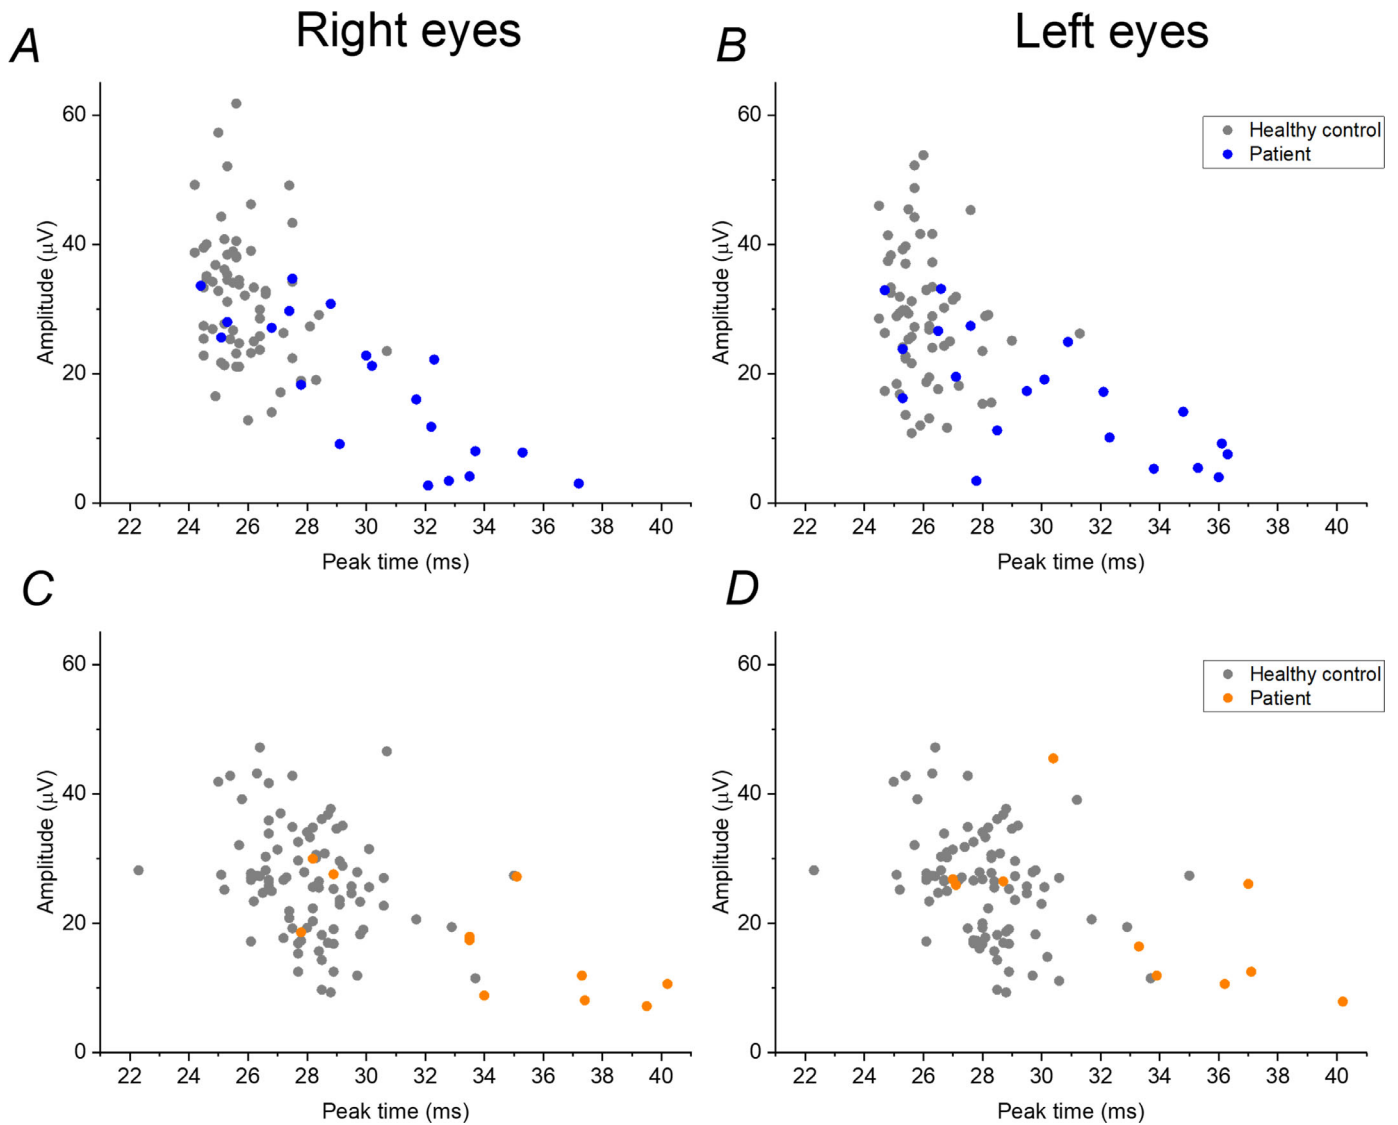 Right eyes
Left eyes
A
B
60
40
20
0
Amplitude (μV)
22 24 26 28 30 32 34 36 38 40
Peak time (ms)
60
40
20
0
Amplitude (μV)
22 24 26 28 30 32 34 36 38 40
Peak time (ms)
Healthy control
Patient
C
D
60
40
20
0
Amplitude (μV)
22 24 26 28 30 32 34 36 38 40
Peak time (ms)
60
40
20
0
Amplitude (μV)
22 24 26 28 30 32 34 36 38 40
Peak time (ms)
Healthy control
Patient